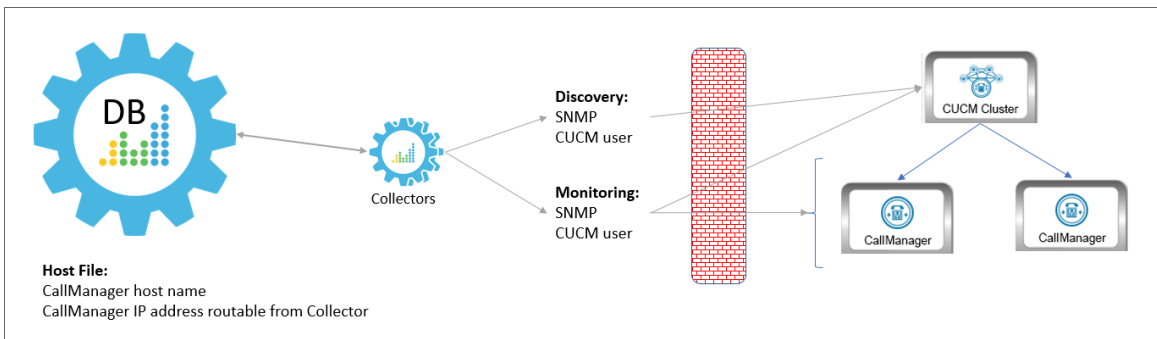 DB
Collectors
Discovery:
SNMP
CUCM user
Monitoring:
SNMP
CUCM user
CUCM Cluster
CallManager
CallManager
Host File:
CallManager host name
CallManager IP address routable from Collector